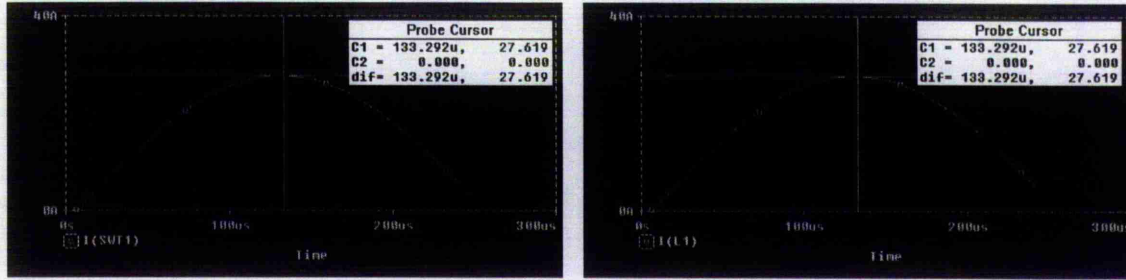 40A
Probe Cursor
C1 = 133.292u, 27.619
C2 = 0.000, 0.000
dif= 133.292u, 27.619
0A
0s 100us 200us 300us
I(SWT1)
Time
40A
Probe Cursor
C1 = 133.292u, 27.619
C2 = 0.000, 0.000
dif= 133.292u, 27.619
0A
0s 100us 200us 300us
I(L1)
Time